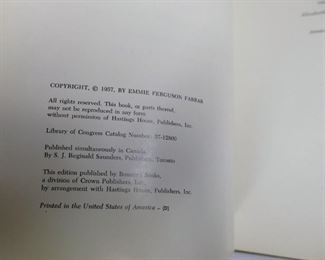 COPYRIGHT, © 1957, BY EMMIE FERGUSON FARRAR
All rights reserved. This book, or parts thereof,
may not be reproduced in any form
without permission of Hastings House, Publishers, Inc.
Library of Congress Catalog Number: 57-12800
Published simultaneously in Canada
By S. J. Reginald Saunders, Publishers, Toronto
This edition published by Bonanza Books,
a division of Crown Publishers, Inc.
by arrangement with Hastings House, Publishers, Inc.
Printed in the United States of America – (D)